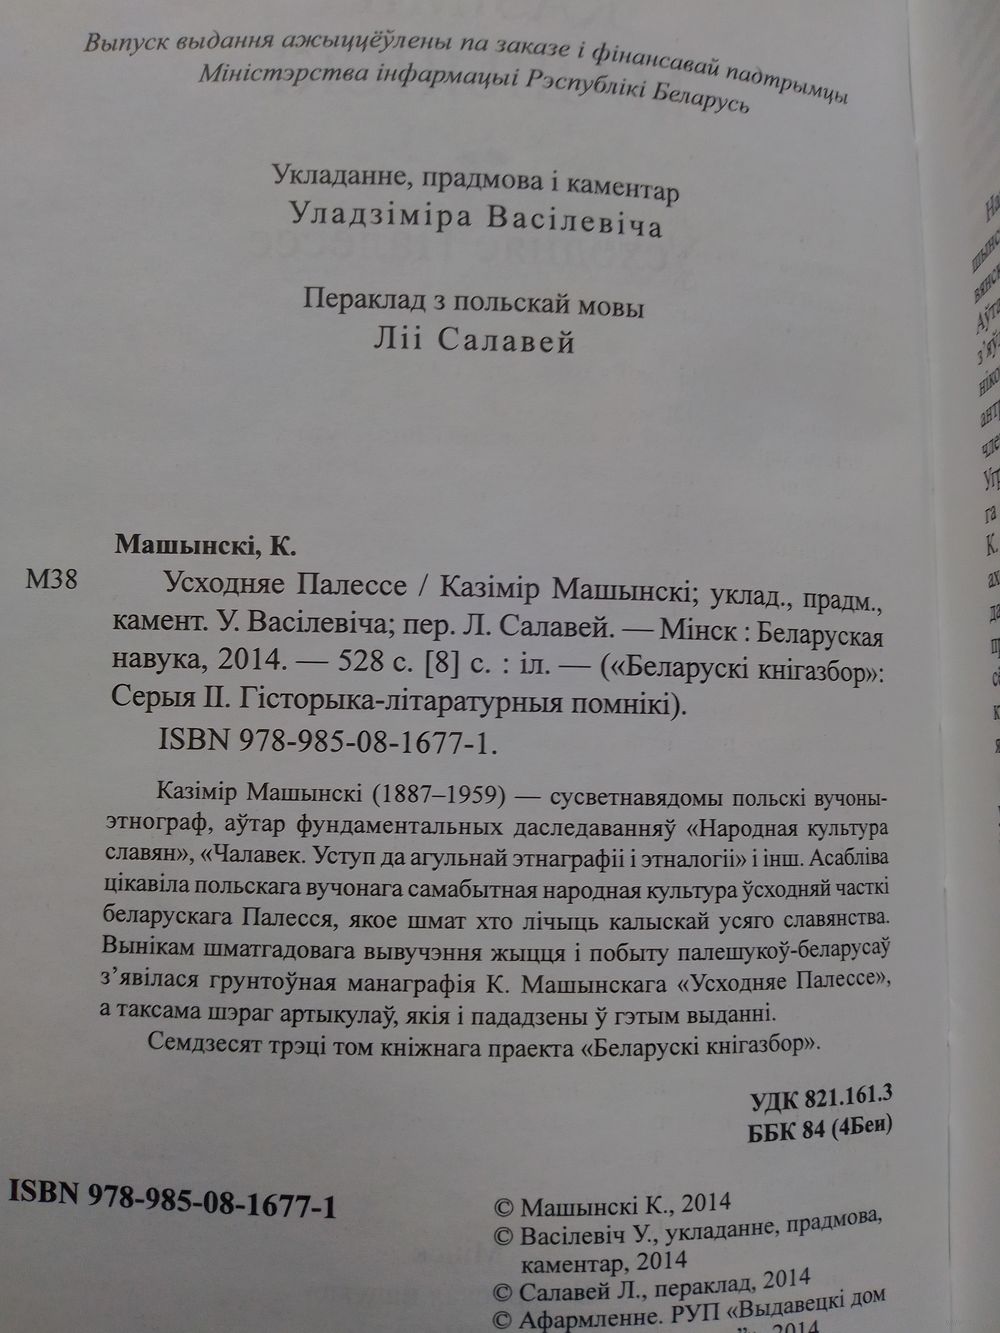 Выпуск выдання ажыццёўлены па заказе і фінансавай падтрымцы
Міністэрства інфармацыі Рэспублікі Беларусь
Укладанне, прадмова і каментар
Уладзіміра Васілевіча
Пераклад з польскай мовы
Ліі Салавей
Машынскі, К.
М38
Усходняе Палессе / Казімір Машынскі; уклад., прадм.,
камент. У. Васілевіча; пер. Л. Салавей. — Мінск : Беларуская
навука, 2014. — 528 с. [8] с. : іл. — («Беларускі кнігазбор»:
Серыя II. Гісторыка-літаратурныя помнікі).
ISBN 978-985-08-1677-1.
Казімір Машынскі (1887–1959) — сусветнавядомы польскі вучоны-
этнограф, аўтар фундаментальных даследаванняў «Народная культура
славян», «Чалавек. Уступ да агульнай этнаграфіі і этналогіі» і інш. Асабліва
цікавіла польскага вучонага самабытная народная культура ўсходняй часткі
беларускага Палесся, якое шмат хто лічыць калыскай усяго славянства.
Вынікам шматгадовага вывучэння жыцця і побыту палешукоў-беларусаў
з’явілася грунтоўная манаграфія К. Машынскага «Усходняе Палессе»,
а таксама шэраг артыкулаў, якія і пададзены ў гэтым выданні.
Семдзесят трэці том кніжнага праекта «Беларускі кнігазбор».
УДК 821.161.3
ББК 84 (4Беи)
ISBN 978-985-08-1677-1
© Машынскі К., 2014
© Васілевіч У., укладанне, прадмова,
каментар, 2014
© Салавей Л., пераклад, 2014
© Афармленне. РУП «Выдавецкі дом
2014